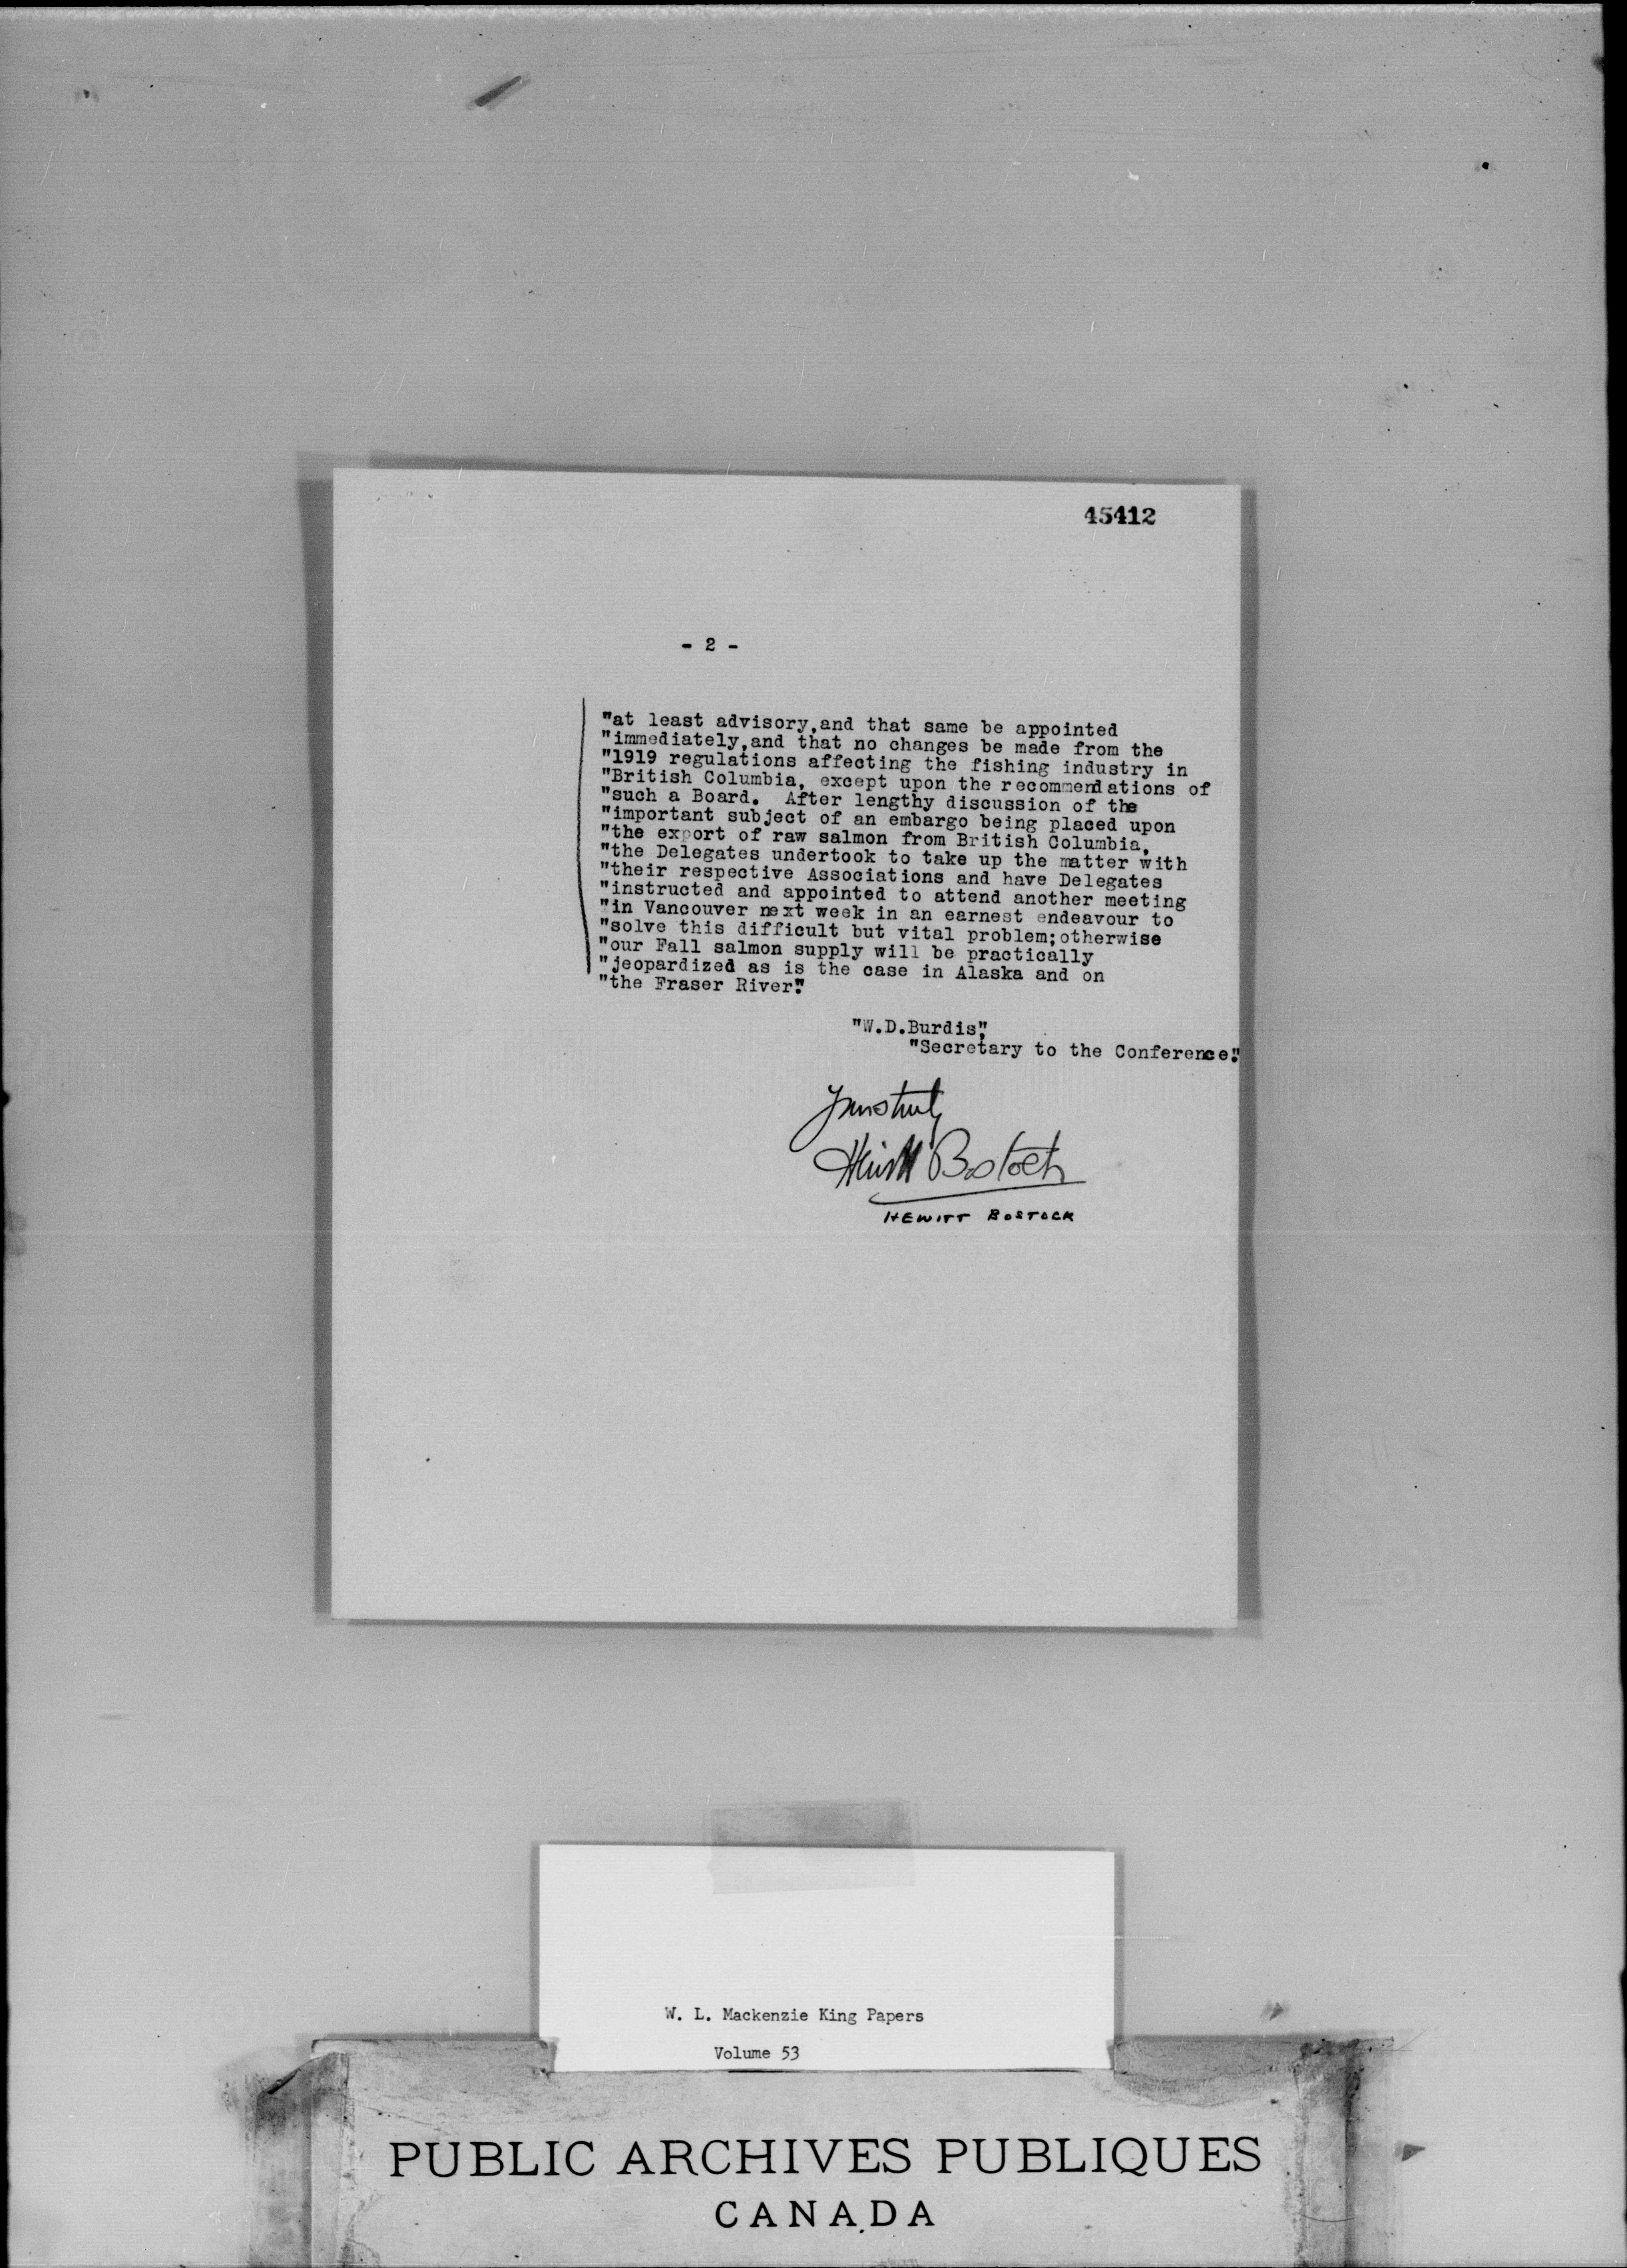 45412
- 2 -
"at least advisory,and that same be appointed
"immediately,and that no changes be made from the
"1919 regulations affecting the fishing industry in
"British Columbia, except upon the recommendations of
"such a Board. After lengthy discussion of the
"important subject of an embargo being placed upon
"the export of raw salmon from British Columbia,
"the Delegates undertook to take up the matter with
"their respective Associations and have Delegates
"instructed and appointed to attend another meeting
"in Vancouver next week in an earnest endeavour to
"solve this difficult but vital problem;otherwise
"our Fall salmon supply will be practically
"jeopardized as is the case in Alaska and on
"the Fraser River."
"W.D.Burdis",
"Secretary to the Conference."
Yours truly
Hewitt Bostock
HEWITT BOSTOCK
W. L. Mackenzie King Papers
Volume 53
PUBLIC ARCHIVES PUBLIQUES
CANADA